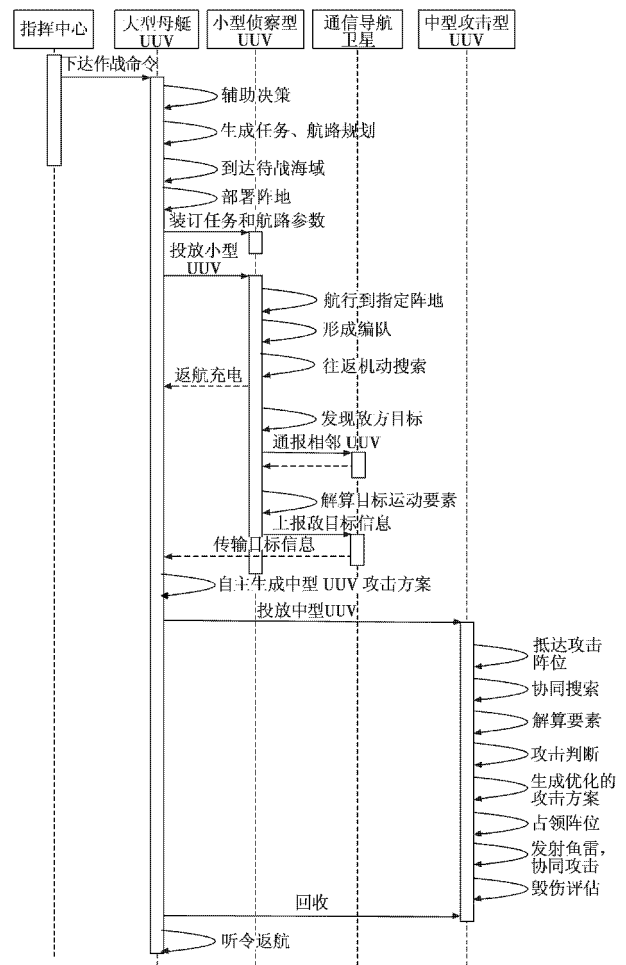 指挥中心
大型母艇
UUV
小型侦察型
UUV
通信导航
卫星
中型攻击型
UUV
下达作战命令
辅助决策
生成任务、航路规划
到达待战海域
部署阵地
装订任务和航路参数
投放小型
UUV
航行到指定阵地
形成编队
往返机动搜索
返航充电
发现敌方目标
通报相邻 UUV
解算目标运动要素
上报敌目标信息
传输目标信息
自主生成中型 UUV 攻击方案
投放中型UUV
抵达攻击
阵位
协同搜索
解算要素
攻击判断
生成优化的
攻击方案
占领阵位
发射鱼雷,
协同攻击
毁伤评估
回收
听令返航